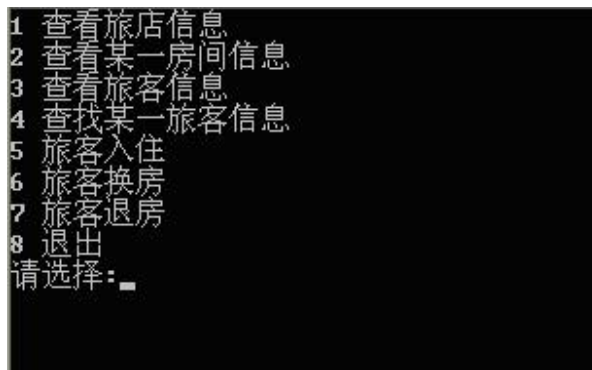 1 查看旅店信息
2 查看某一房间信息
3 查看旅客信息
4 查找某一旅客信息
5 旅客入住
6 旅客换房
7 旅客退房
8 退出
请选择: